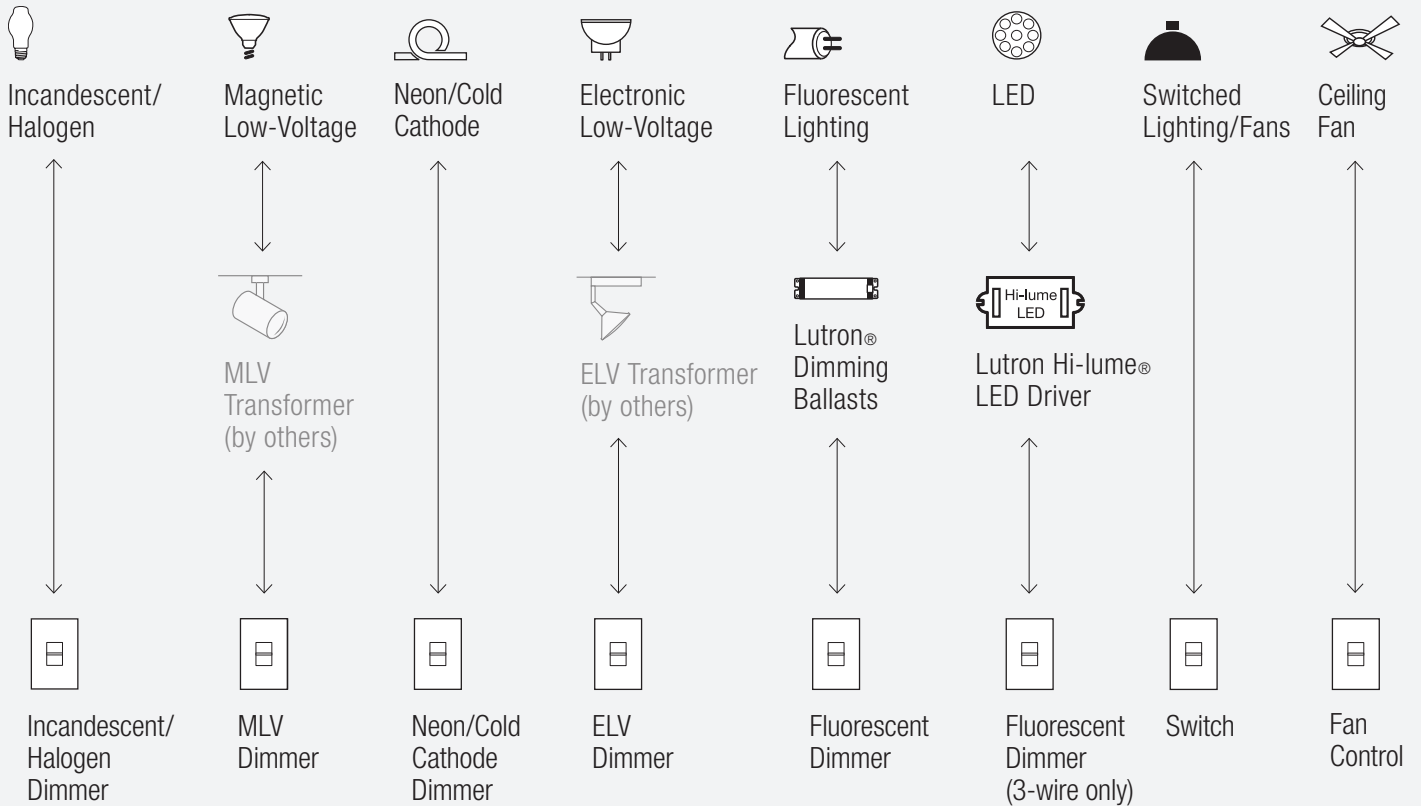 Incandescent/
Halogen
Magnetic
Low-Voltage
Neon/Cold
Cathode
Electronic
Low-Voltage
Fluorescent
Lighting
LED
Switched
Lighting/Fans
Ceiling
Fan
MLV
Transformer
(by others)
ELV Transformer
(by others)
Lutron®
Dimming
Ballasts
Hi-lume
LED
Lutron Hi-lume®
LED Driver
Incandescent/
Halogen
Dimmer
MLV
Dimmer
Neon/Cold
Cathode
Dimmer
ELV
Dimmer
Fluorescent
Dimmer
Fluorescent
Dimmer
(3-wire only)
Switch
Fan
Control